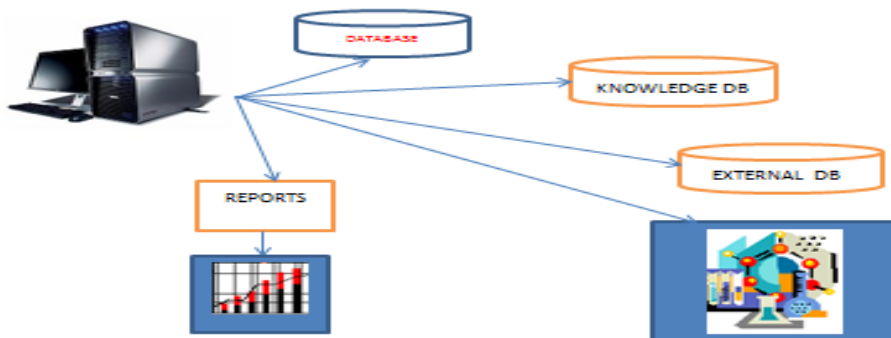 DATABASE
KNOWLEDGE DB
EXTERNAL DB
REPORTS